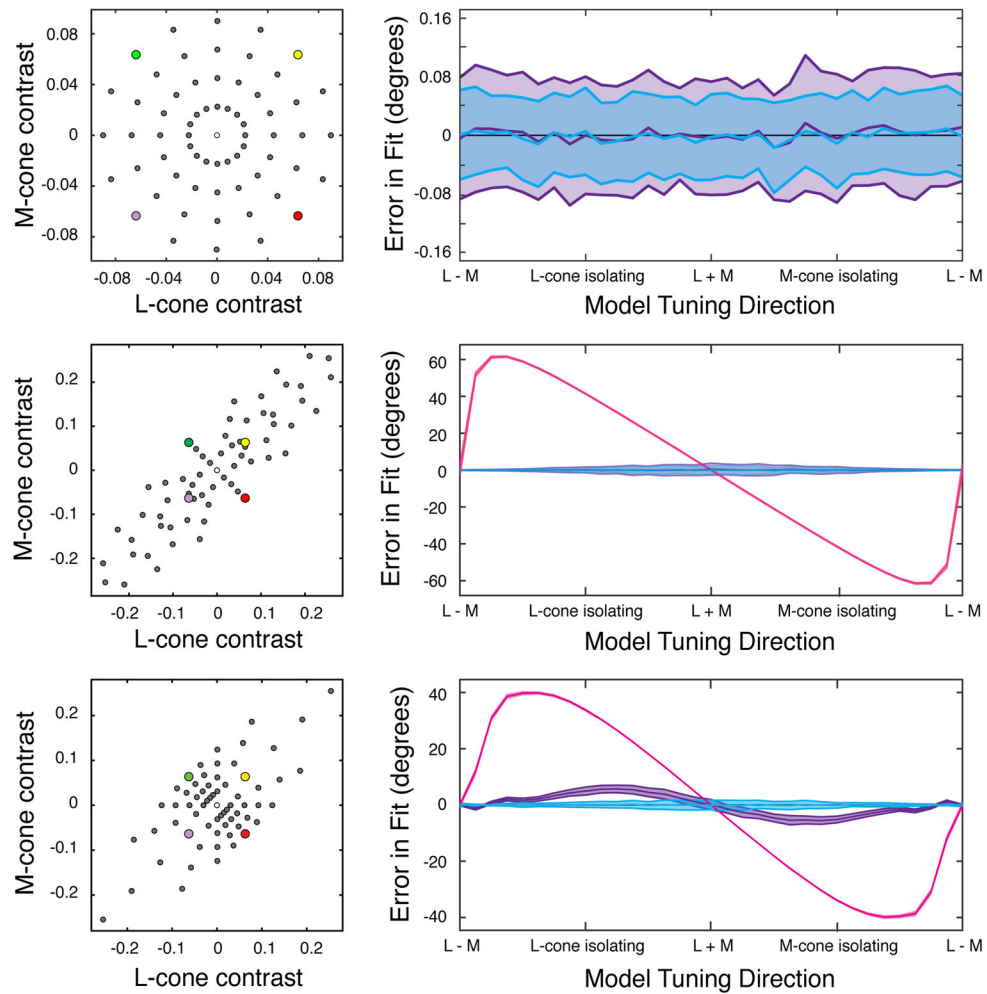 M-cone contrast
0.08
0.04
0
-0.04
-0.08
-0.08 -0.04 0 0.04 0.08
L-cone contrast
Error in Fit (degrees)
0.16
0.08
0
-0.08
-0.16
L - M L-cone isolating L + M M-cone isolating L - M
Model Tuning Direction
M-cone contrast
0.2
0.1
0
-0.1
-0.2
-0.2 -0.1 0 0.1 0.2
L-cone contrast
Error in Fit (degrees)
60
40
20
0
-20
-40
-60
L - M L-cone isolating L + M M-cone isolating L - M
Model Tuning Direction
M-cone contrast
0.2
0.1
0
-0.1
-0.2
-0.2 -0.1 0 0.1 0.2
L-cone contrast
Error in Fit (degrees)
40
20
0
-20
-40
L - M L-cone isolating L + M M-cone isolating L - M
Model Tuning Direction